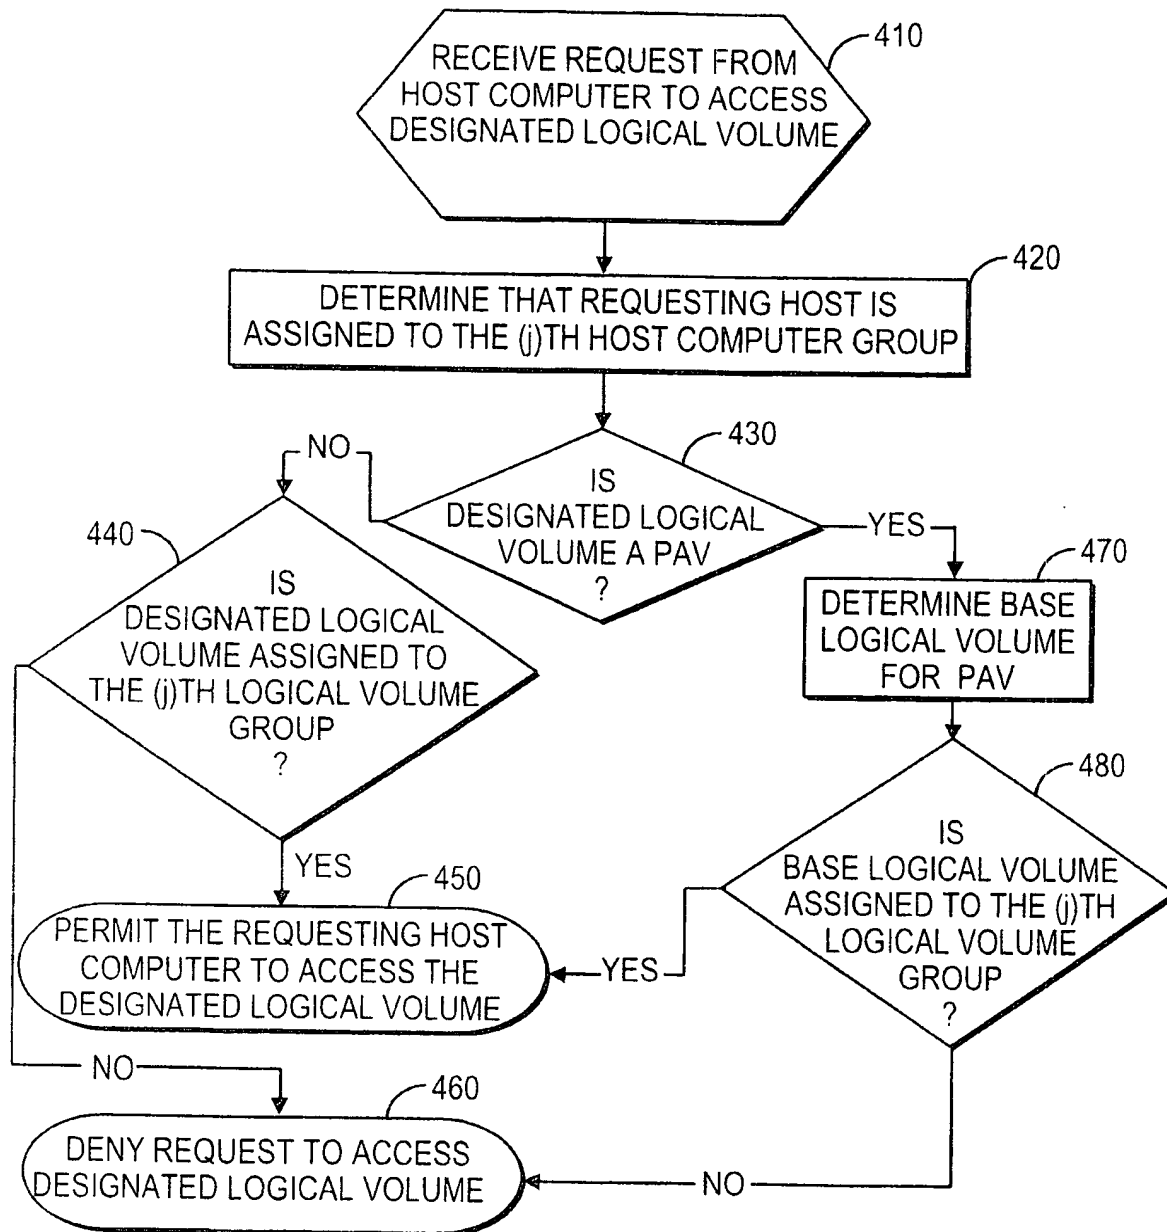 410
RECEIVE REQUEST FROM
HOST COMPUTER TO ACCESS
DESIGNATED LOGICAL VOLUME
420
DETERMINE THAT REQUESTING HOST IS
ASSIGNED TO THE (j)TH HOST COMPUTER GROUP
430
IS
DESIGNATED LOGICAL
VOLUME A PAV
?
NO
YES
440
IS
DESIGNATED LOGICAL
VOLUME ASSIGNED TO
THE (j)TH LOGICAL VOLUME
GROUP
?
470
DETERMINE BASE
LOGICAL VOLUME
FOR PAV
480
IS
BASE LOGICAL VOLUME
ASSIGNED TO THE (j)TH
LOGICAL VOLUME
GROUP
?
YES
450
PERMIT THE REQUESTING HOST
COMPUTER TO ACCESS THE
DESIGNATED LOGICAL VOLUME
YES
NO
460
DENY REQUEST TO ACCESS
DESIGNATED LOGICAL VOLUME
NO